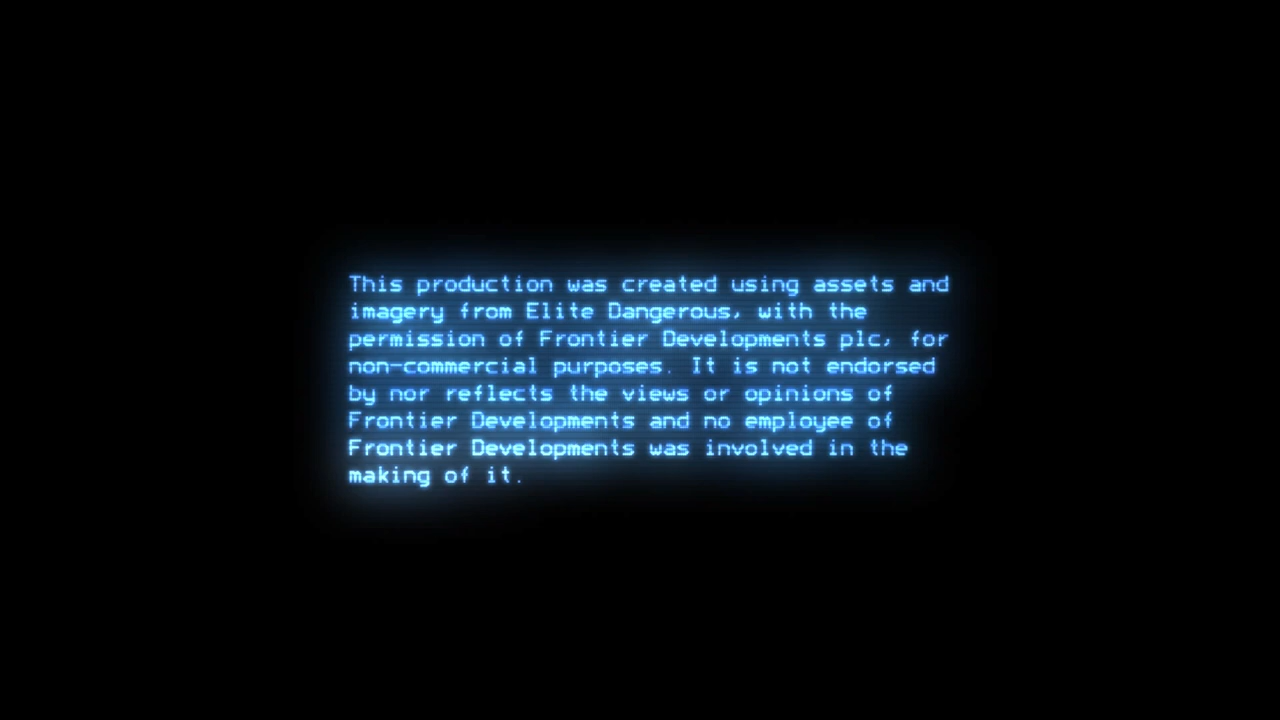 This production was created using assets and
imagery from Elite Dangerous, with the
permission of Frontier Developments plc, for
non-commercial purposes. It is not endorsed
by nor reflects the views or opinions of
Frontier Developments and no employee of
Frontier Developments was involved in the
making of it.